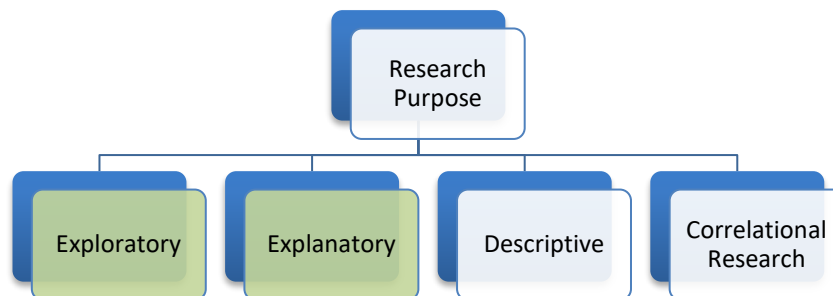 Research
Purpose
Exploratory
Explanatory
Descriptive
Correlational
Research